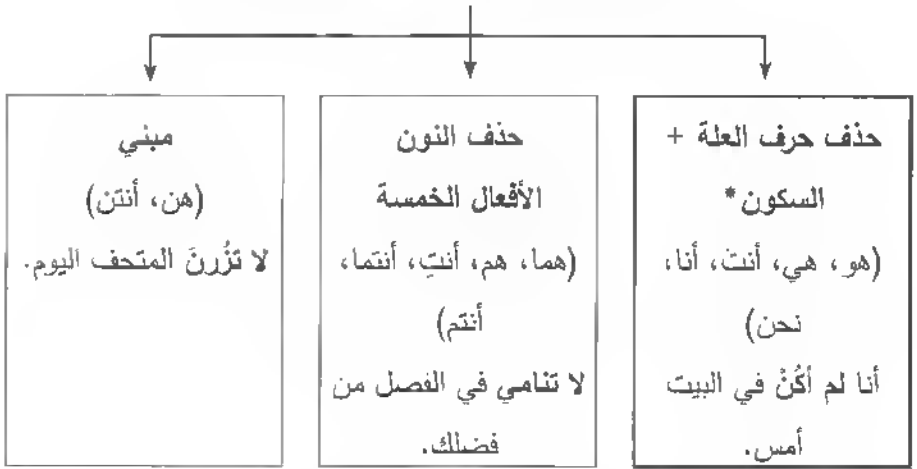 حذف حرف العلة +
السكون*
(هو، هي، أنت، أنا،
نحن)
أنا لم أكُنْ في البيت
أمس.
حذف النون
الأفعال الخمسة
(هما، هم، أنتِ، أنتما،
أنتم)
لا تنامي في الفصل من
فضلك.
مبني
(هن، أنتن)
لا تزُرنَ المتحف اليوم.